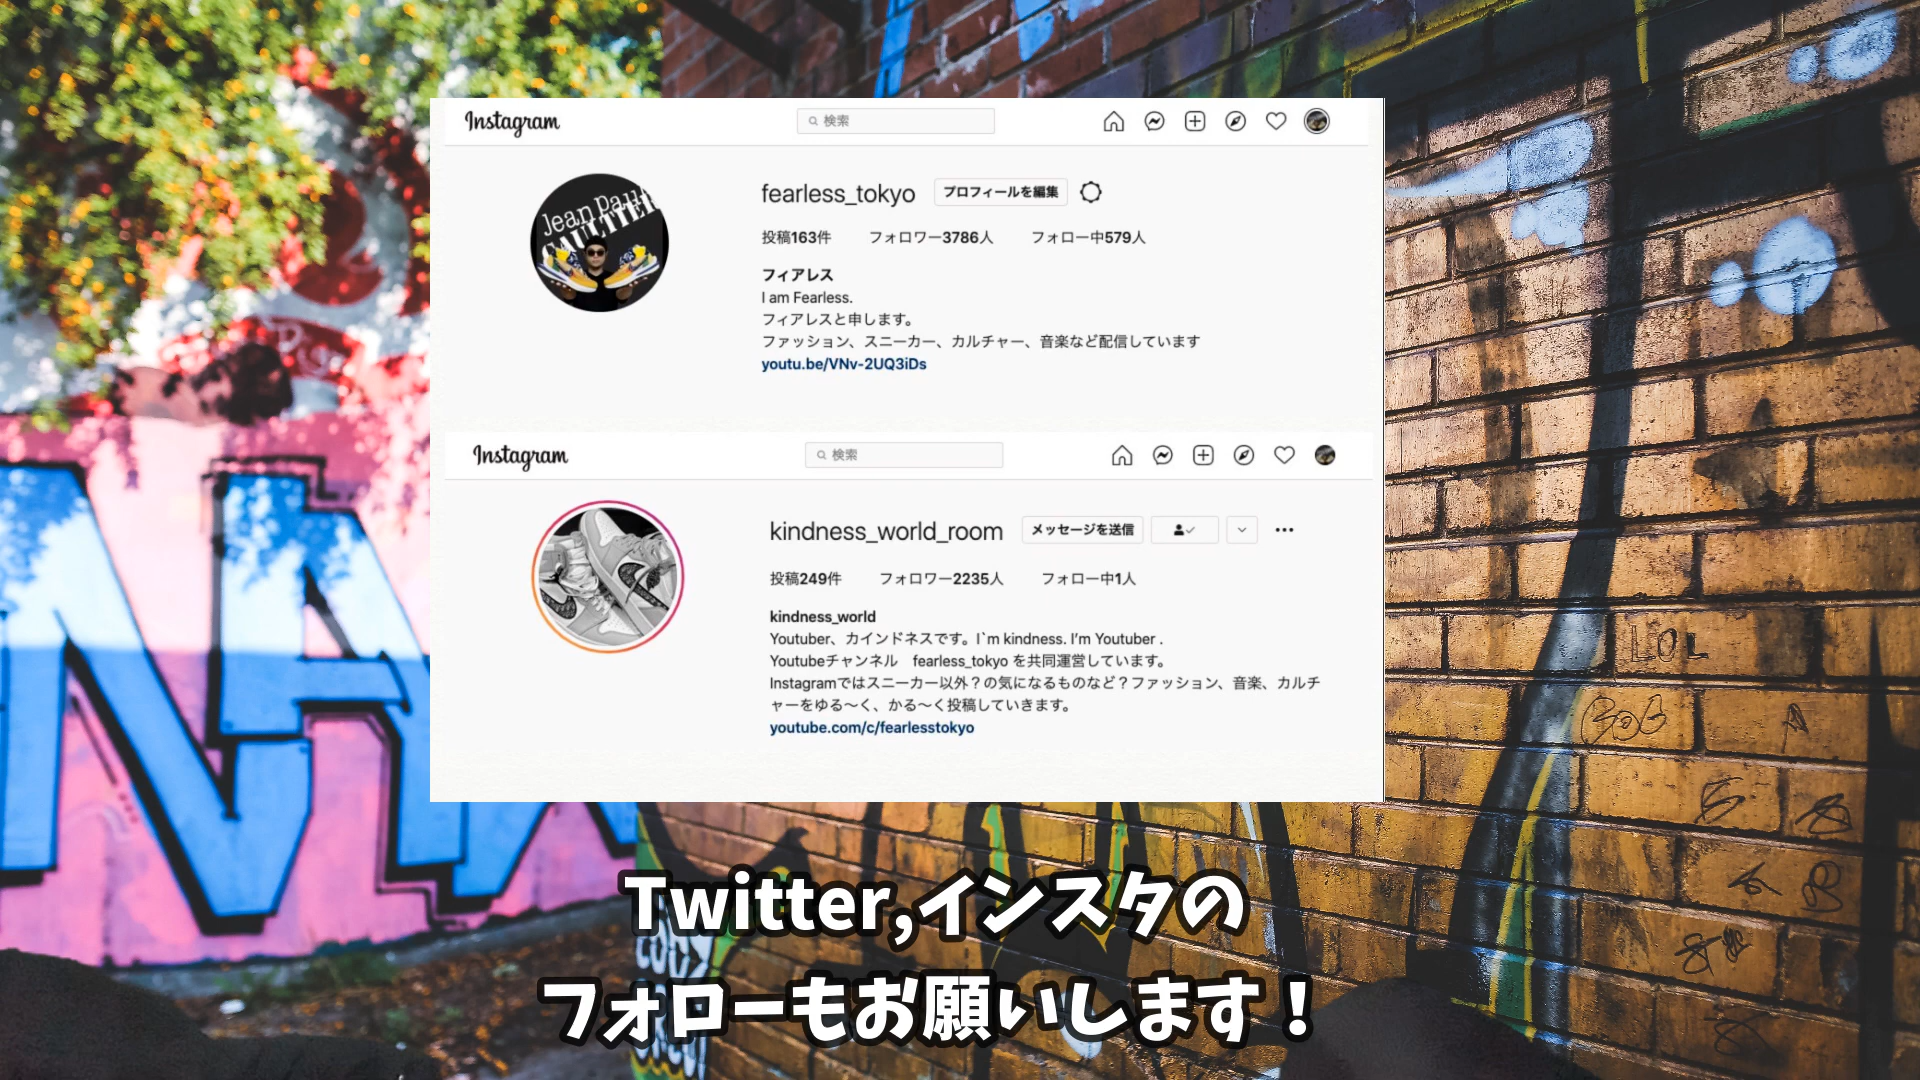 Instagram
検索
Jean Paul
GAULTIER
fearless_tokyo
プロフィールを編集
投稿163件 フォロワー3786人 フォロー中579人
フィアレス
I am Fearless.
フィアレスと申します。
ファッション、スニーカー、カルチャー、音楽など配信しています
youtu.be/VNv-2UQ3iDs
Instagram
検索
kindness_world_room
メッセージを送信
投稿249件 フォロワー2235人 フォロー中1人
kindness_world
Youtuber、カインドネスです。I`m kindness. I’m Youtuber .
Youtubeチャンネル　fearless_tokyo を共同運営しています。
Instagramではスニーカー以外？の気になるものなど？ファッション、音楽、カルチ
ャーをゆる〜く、かる〜く投稿していきます。
youtube.com/c/fearlesstokyo
LOL
BOB
A
Twitter,インスタの
フォローもお願いします！